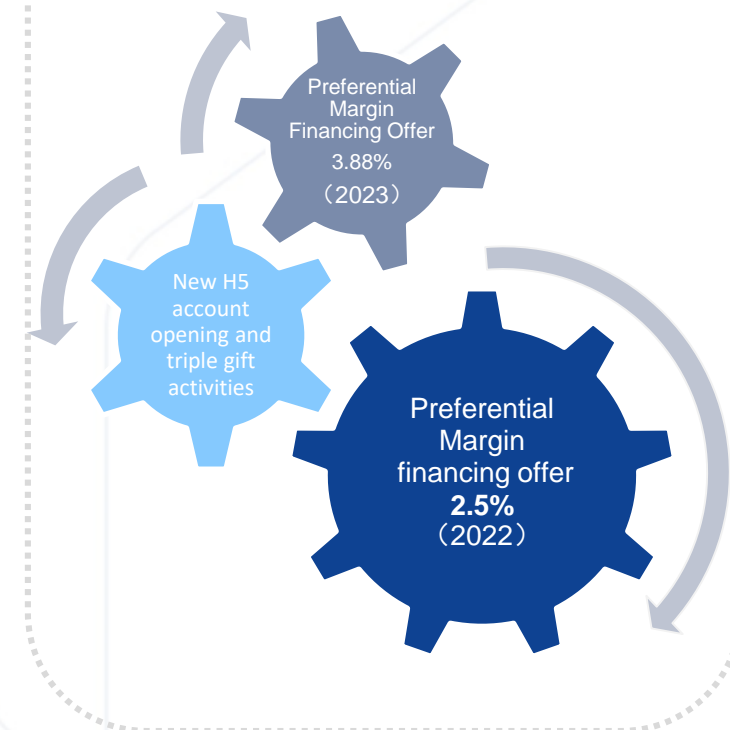 Preferential
Margin
Financing Offer
3.88%
（2023）
New H5
account
opening and
triple gift
activities
Preferential
Margin
financing offer
2.5%
（2022）